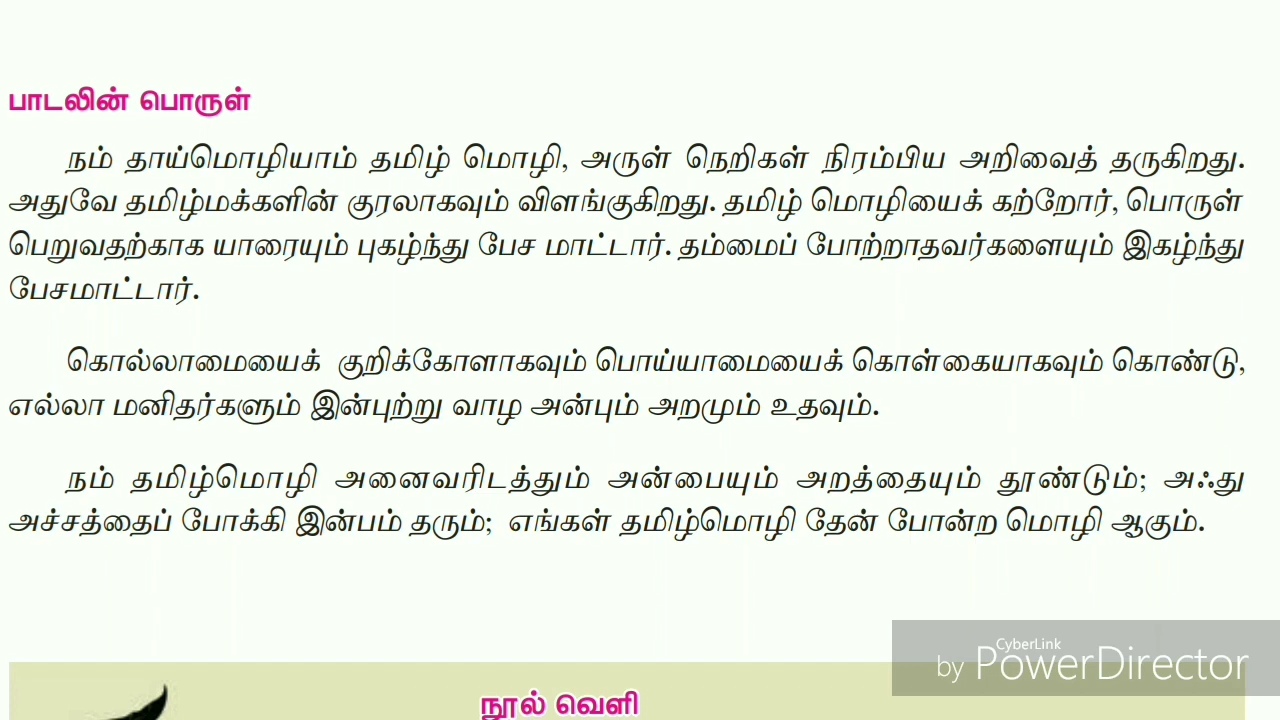 பாடலின் பொருள்
நம் தாய்மொழியாம் தமிழ் மொழி, அருள் நெறிகள் நிரம்பிய அறிவைத் தருகிறது.
அதுவே தமிழ்மக்களின் குரலாகவும் விளங்குகிறது. தமிழ் மொழியைக் கற்றோர், பொருள்
பெறுவதற்காக யாரையும் புகழ்ந்து பேச மாட்டார். தம்மைப் போற்றாதவர்களையும் இகழ்ந்து
பேசமாட்டார்.
கொல்லாமையைக் குறிக்கோளாகவும் பொய்யாமையைக் கொள்கையாகவும் கொண்டு,
எல்லா மனிதர்களும் இன்புற்று வாழ அன்பும் அறமும் உதவும்.
நம் தமிழ்மொழி அனைவரிடத்தும் அன்பையும் அறத்தையும் தூண்டும்; அஃது
அச்சத்தைப் போக்கி இன்பம் தரும்; எங்கள் தமிழ்மொழி தேன் போன்ற மொழி ஆகும்.
CyberLink
by PowerDirector
நூல் வெளி